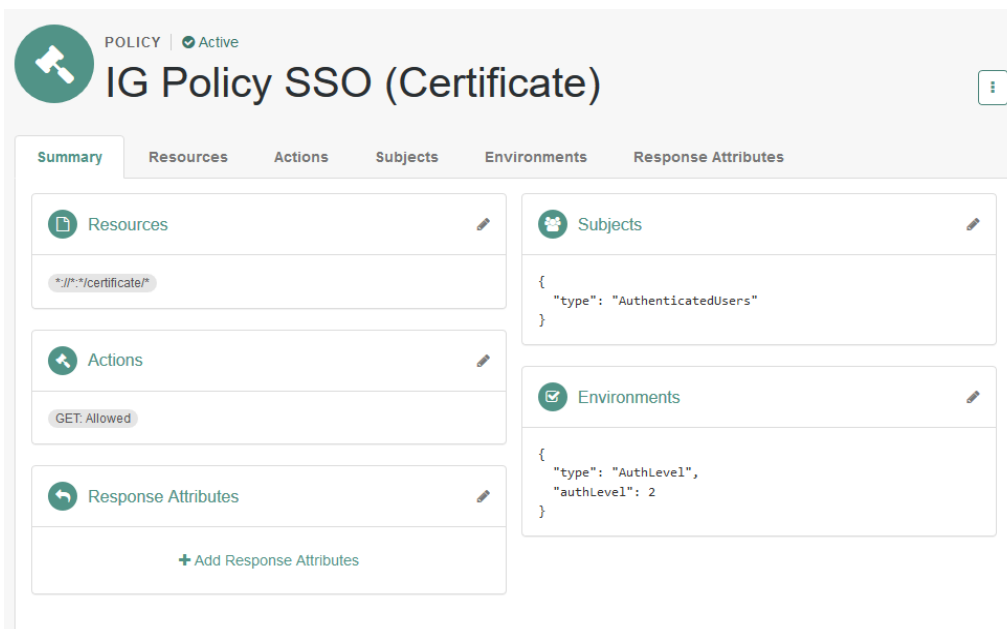 POLICY Active
IG Policy SSO (Certificate)
Summary Resources Actions Subjects Environments Response Attributes
Resources
*://*:*/certificate/*
Actions
GET: Allowed
Response Attributes
Add Response Attributes
Subjects
{
"type": "AuthenticatedUsers"
}
Environments
{
"type": "AuthLevel",
"authLevel": 2
}